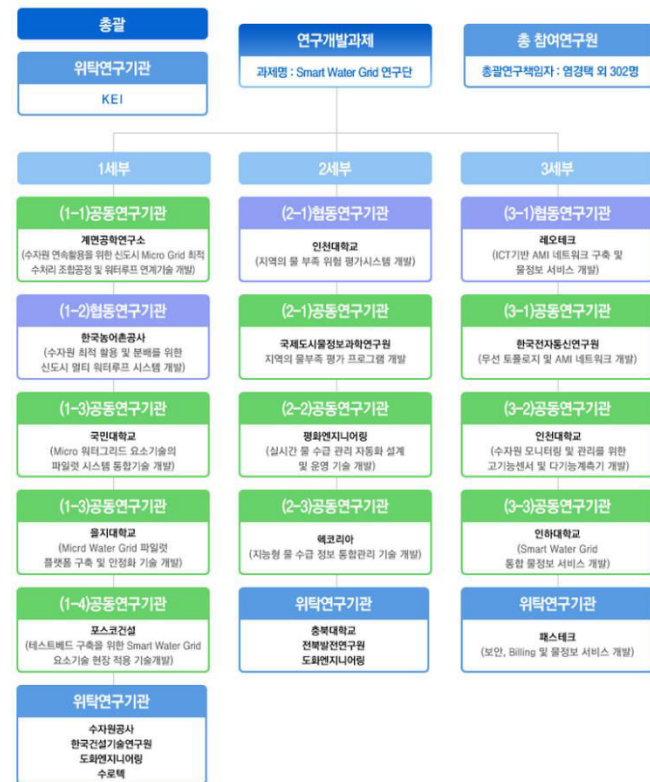 총괄
위탁연구기관
KEI
연구개발과제
과제명 : Smart Water Grid 연구단
총 참여연구원
총괄연구책임자 : 염경택 외 302명
1세부
(1-1)공동연구기관
계면공학연구소
(수자원 연속활용을 위한 신도시 Micro Grid 최적
수처리 조합공정 및 워터루프 연계기술 개발)
(1-2)협동연구기관
한국농어촌공사
(수자원 최적 활용 및 분배를 위한
신도시 멀티 워터루프 시스템 개발)
(1-3)공동연구기관
국민대학교
(Micro 워터그리드 요소기술의
파일럿 시스템 통합기술 개발)
(1-3)공동연구기관
을지대학교
(Micrd Water Grid 파일럿
플랫폼 구축 및 안정화 기술 개발)
(1-4)공동연구기관
포스코건설
(테스트베드 구축을 위한 Smart Water Grid
요소기술 현장 적용 기술개발)
위탁연구기관
수자원공사
한국건설기술연구원
도화엔지니어링
수로텍
2세부
(2-1)협동연구기관
인천대학교
(지역의 물 부족 위험 평가시스템 개발)
(2-1)공동연구기관
국제도시물정보과학연구원
지역의 물부족 평가 프로그램 개발
(2-2)공동연구기관
평화엔지니어링
(실시간 물 수급 관리 자동화 설계
및 운영 기술 개발)
(2-3)공동연구기관
헥코리아
(지능형 물 수급 정보 통합관리 기술 개발)
위탁연구기관
충북대학교
전북발전연구원
도화엔지니어링
3세부
(3-1)협동연구기관
레오테크
(ICT기반 AMI 네트워크 구축 및
물정보 서비스 개발)
(3-1)공동연구기관
한국전자통신연구원
(무선 토폴로지 및 AMI 네트워크 개발)
(3-2)공동연구기관
인천대학교
(수자원 모니터링 및 관리를 위한
고기능센서 및 다기능계측기 개발)
(3-3)공동연구기관
인하대학교
(Smart Water Grid
통합 물정보 서비스 개발)
위탁연구기관
패스테크
(보안, Billing 및 물정보 서비스 개발)